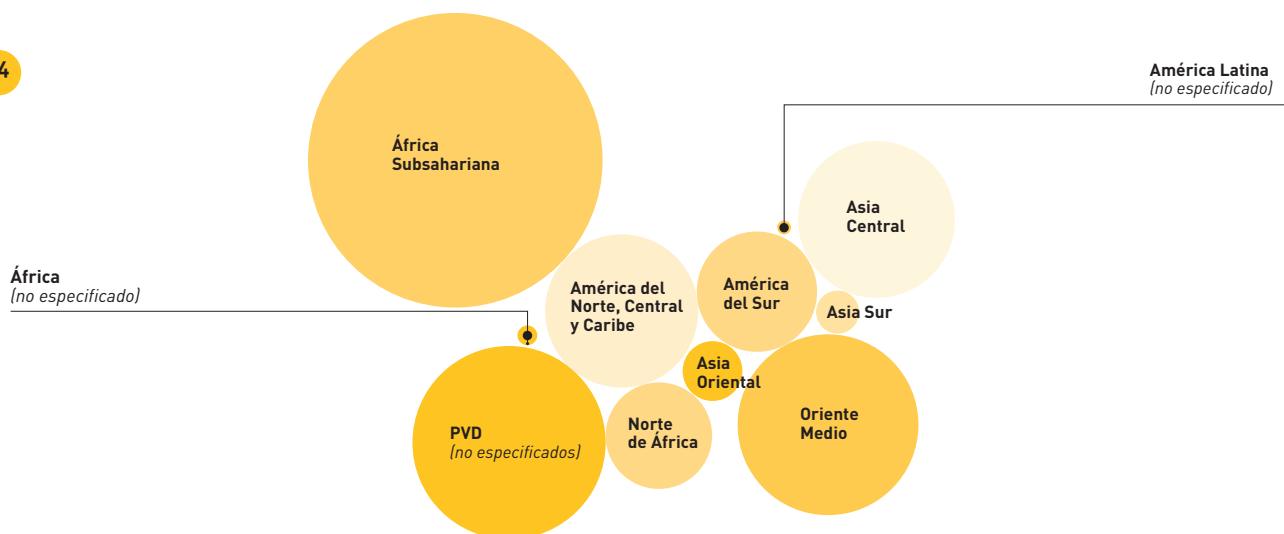 4
América Latina
(no especificado)
África
Subsahariana
Asia
Central
África
(no especificado)
América del
Norte, Central
y Caribe
América
del Sur
Asia Sur
Asia
Oriental
Oriente
Medio
PVD
(no especificados)
Norte
de África